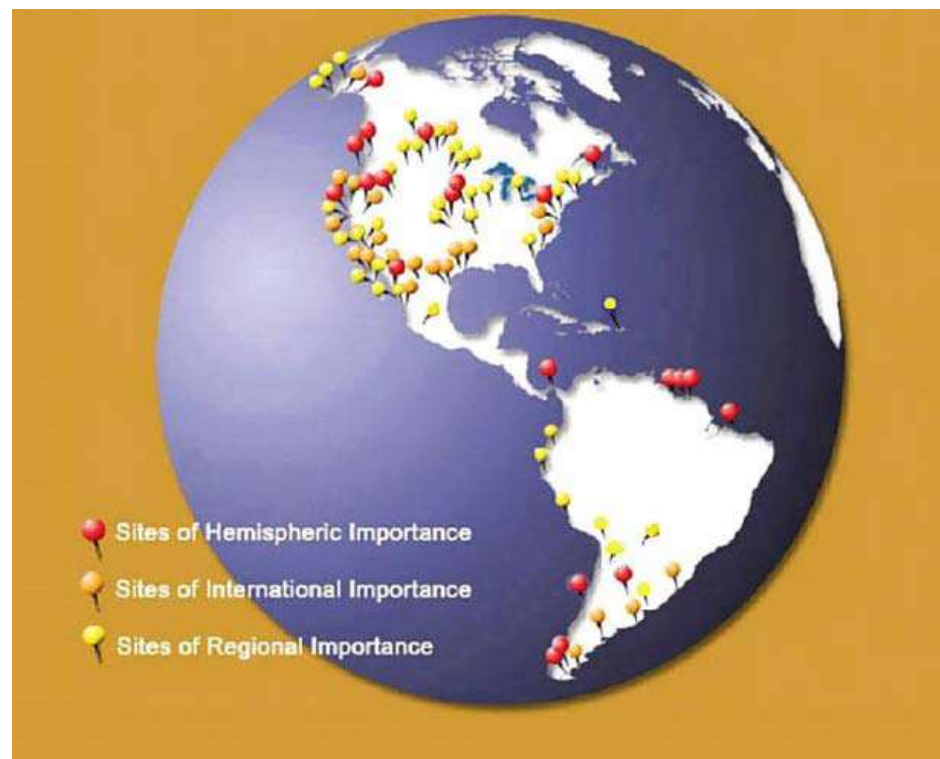 Sites of Hemispheric Importance
Sites of International Importance
Sites of Regional Importance